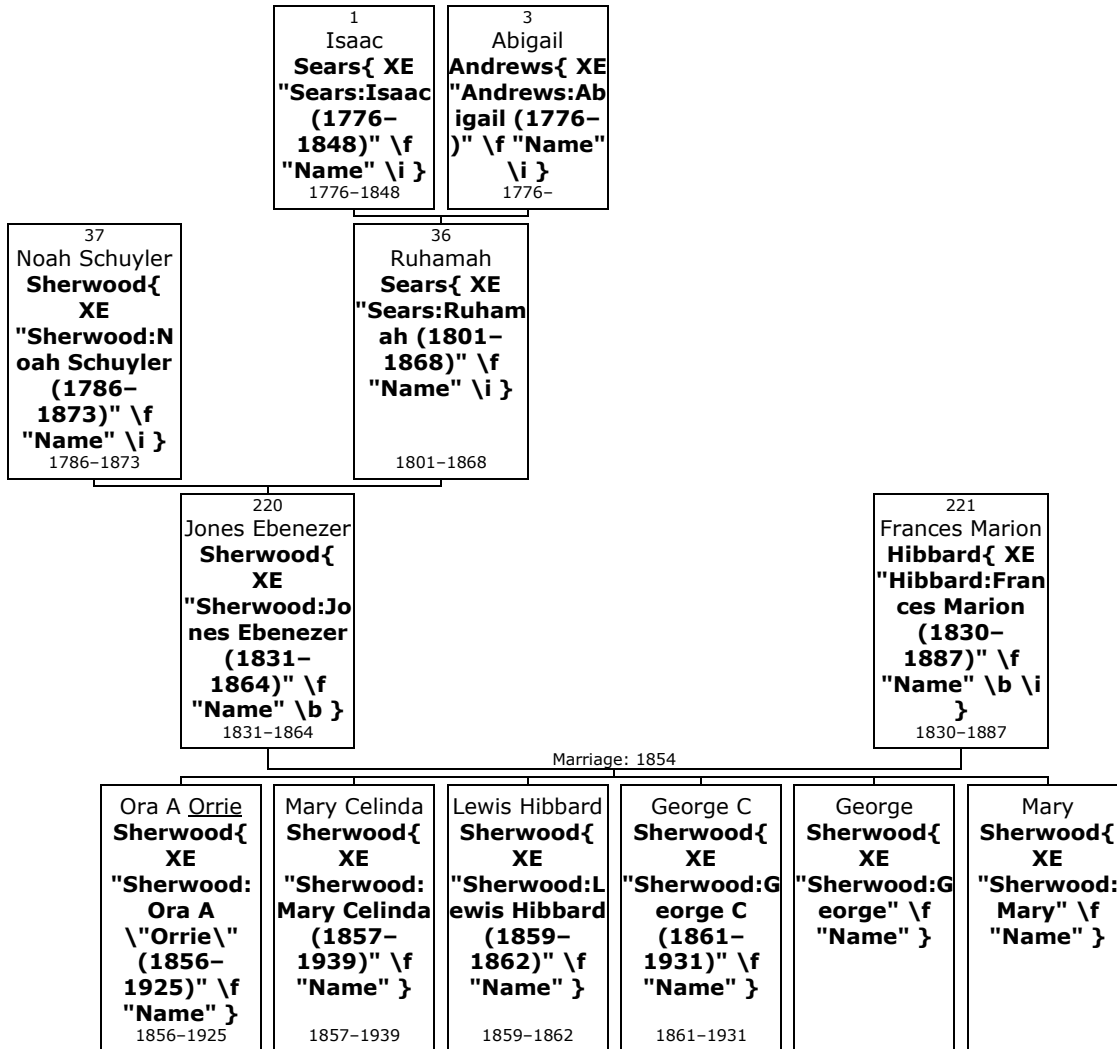 1
Isaac
Sears{ XE
"Sears:Isaac
(1776–
1848)" \f
"Name" \i }
1776–1848
3
Abigail
Andrews{ XE
"Andrews:Ab
igail (1776–
)" \f "Name"
\i }
1776–
37
Noah Schuyler
Sherwood{
XE
"Sherwood:N
oah Schuyler
(1786–
1873)" \f
"Name" \i }
1786–1873
36
Ruhamah
Sears{ XE
"Sears:Ruham
ah (1801–
1868)" \f
"Name" \i }
1801–1868
220
Jones Ebenezer
Sherwood{
XE
"Sherwood:Jo
nes Ebenezer
(1831–
1864)" \f
"Name" \b }
1831–1864
221
Frances Marion
Hibbard{ XE
"Hibbard:Fran
ces Marion
(1830–
1887)" \f
"Name" \b \i
}
1830–1887
Marriage: 1854
Ora A Orrie
Sherwood{
XE
"Sherwood:
Ora A
\"Orrie\"
(1856–
1925)" \f
"Name" }
1856–1925
Mary Celinda
Sherwood{
XE
"Sherwood:
Mary Celinda
(1857–
1939)" \f
"Name" }
1857–1939
Lewis Hibbard
Sherwood{
XE
"Sherwood:L
ewis Hibbard
(1859–
1862)" \f
"Name" }
1859–1862
George C
Sherwood{
XE
"Sherwood:G
eorge C
(1861–
1931)" \f
"Name" }
1861–1931
George
Sherwood{
XE
"Sherwood:G
eorge" \f
"Name" }
Mary
Sherwood{
XE
"Sherwood:
Mary" \f
"Name" }